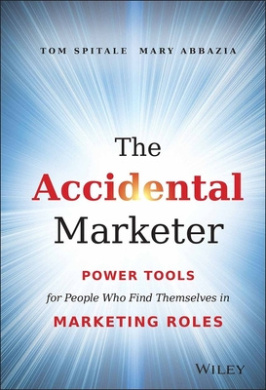 TOM SPITALE MARY ABBAZIA
The
Accidental
Marketer
POWER TOOLS
for People Who Find Themselves in
MARKETING ROLES
WILEY